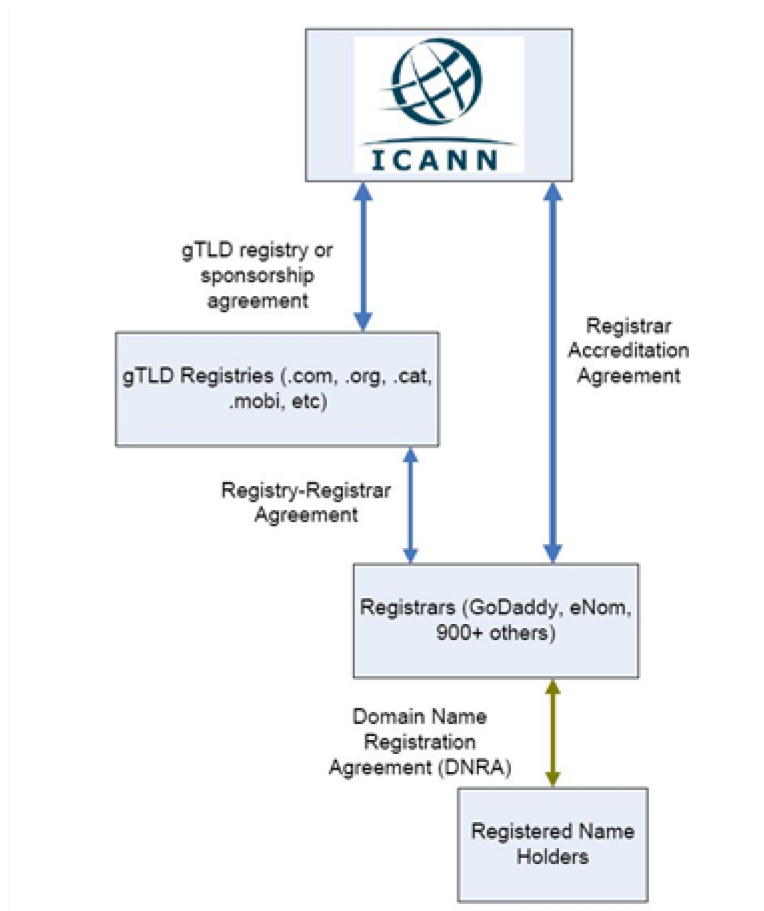 ICANN
gTLD registry or
sponsorship
agreement
Registrar
Accreditation
Agreement
gTLD Registries (.com, .org, .cat,
.mobi, etc)
Registry-Registrar
Agreement
Registrars (GoDaddy, eNom,
900+ others)
Domain Name
Registration
Agreement (DNRA)
Registered Name
Holders